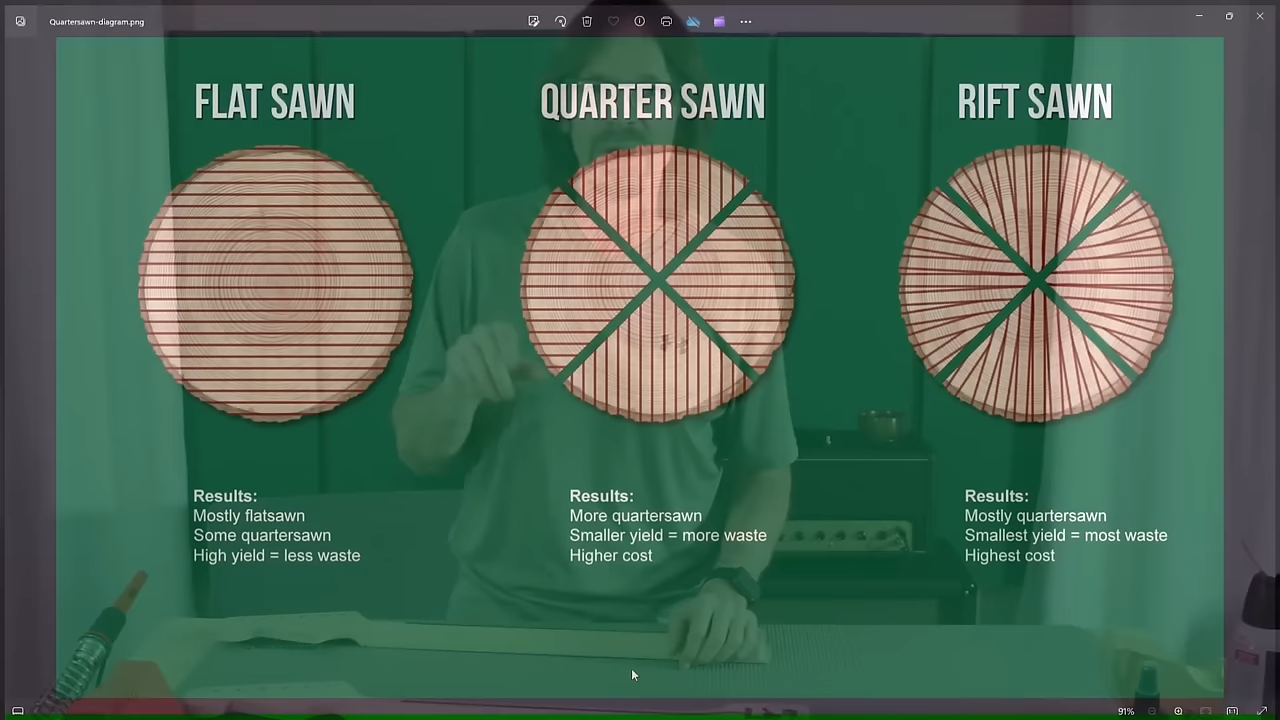 Quartersawn-diagram.png
FLAT SAWN
QUARTER SAWN
RIFT SAWN
Results:
Mostly flatsawn
Some quartersawn
High yield = less waste
Results:
More quartersawn
Smaller yield = more waste
Higher cost
Results:
Mostly quartersawn
Smallest yield = most waste
Highest cost
91%